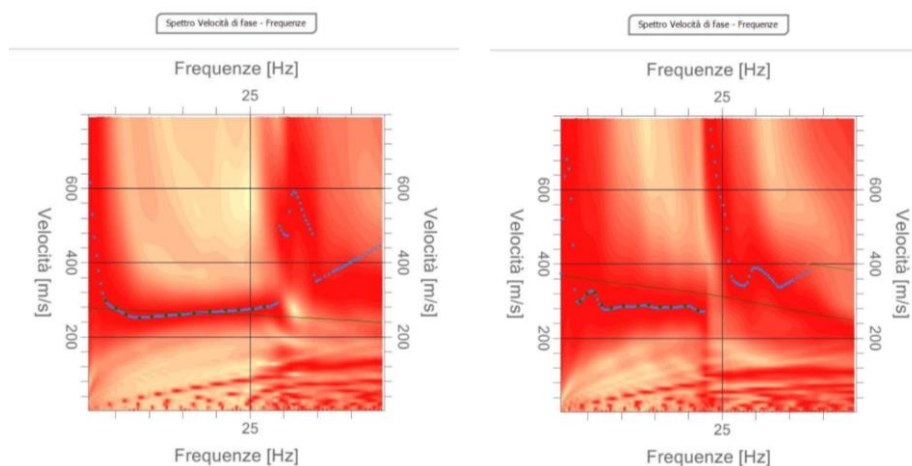 Spettro Velocità di fase - Frequenze
Frequenze [Hz]
25
600
400
200
Velocità [m/s]
600
400
200
Velocità [m/s]
25
Frequenze [Hz]
Spettro Velocità di fase - Frequenze
Frequenze [Hz]
25
600
400
200
Velocità [m/s]
600
400
200
Velocità [m/s]
25
Frequenze [Hz]